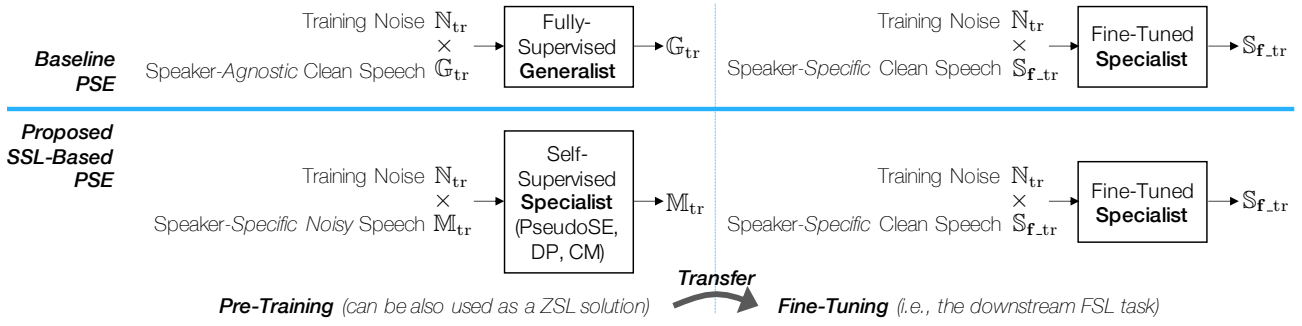 Baseline
PSE
Training Noise ℕtr
×
Speaker-Agnostic Clean Speech 𝔾tr
Fully-
Supervised
Generalist
𝔾tr
Training Noise ℕtr
×
Speaker-Specific Clean Speech 𝕊f_tr
Fine-Tuned
Specialist
𝕊f_tr
Proposed
SSL-Based
PSE
Training Noise ℕtr
×
Speaker-Specific Noisy Speech 𝕄tr
Self-
Supervised
Specialist
(PseudoSE,
DP, CM)
𝕄tr
Training Noise ℕtr
×
Speaker-Specific Clean Speech 𝕊f_tr
Fine-Tuned
Specialist
𝕊f_tr
Transfer
Pre-Training (can be also used as a ZSL solution)
Fine-Tuning (i.e., the downstream FSL task)